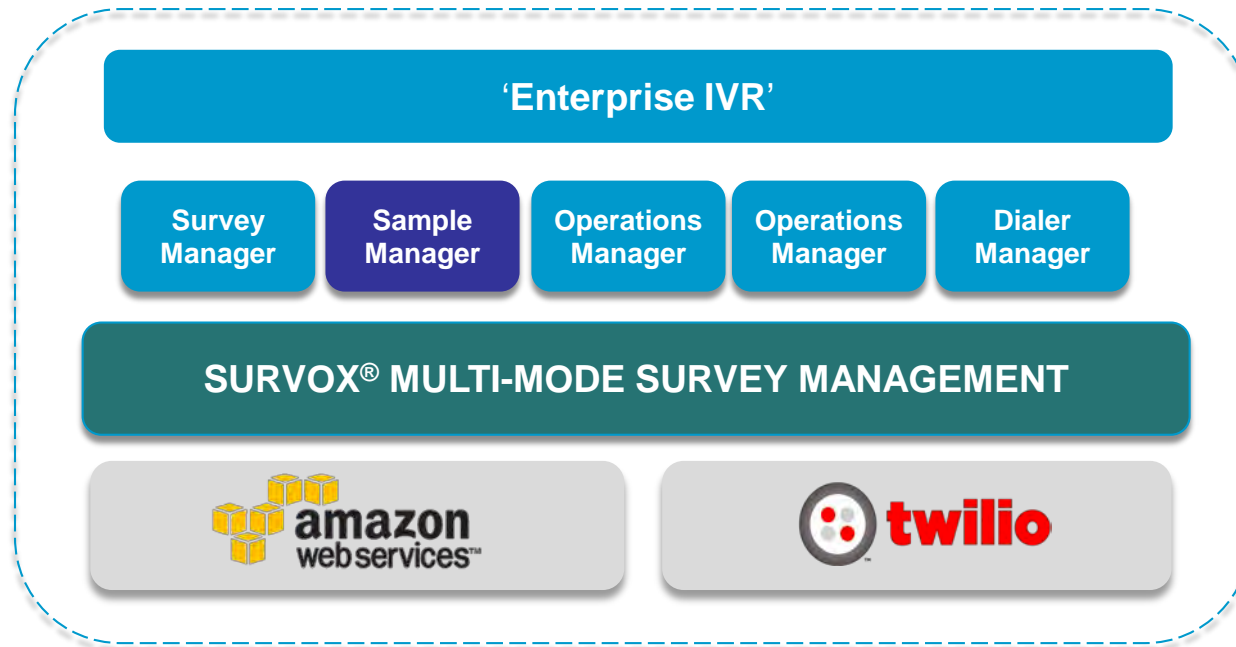 ‘Enterprise IVR’
Survey
Manager
Sample
Manager
Operations
Manager
Operations
Manager
Dialer
Manager
SURVOX® MULTI-MODE SURVEY MANAGEMENT
amazon
web services™
twilio
™